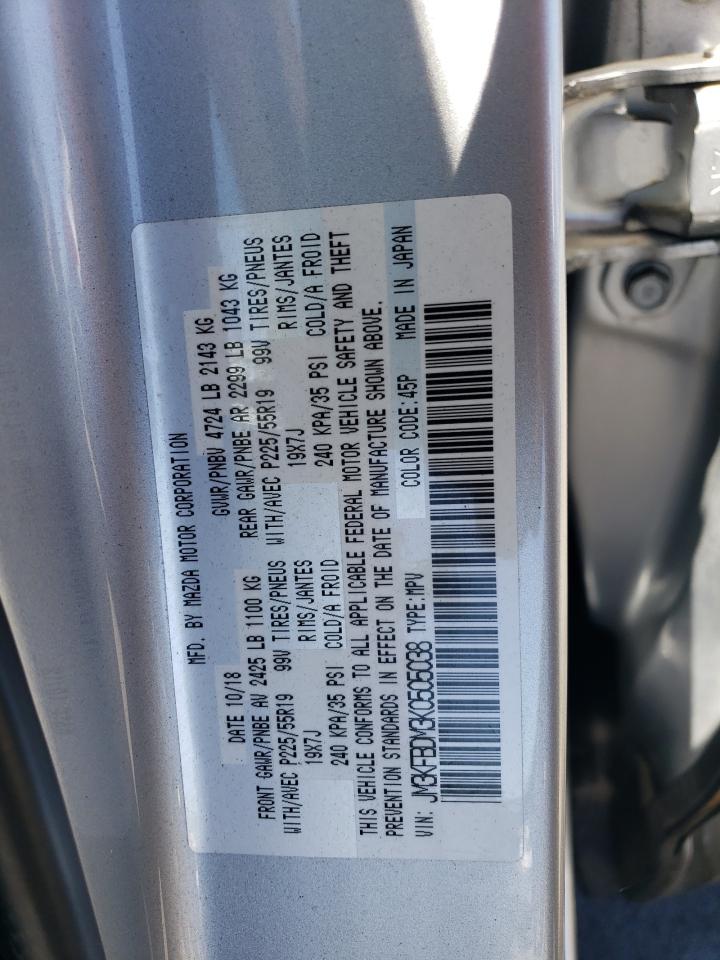 MFD. BY MAZDA MOTOR CORPORATION
DATE 10/18 GVWR/PNBV 4724 LB 2143 KG
FRONT GAWR/PNBE AV 2425 LB 1100 KG REAR GAWR/PNBE AR 2299 LB 1043 KG
WITH/AVEC P225/55R19 99V TIRES/PNEUS WITH/AVEC P225/55R19 99V TIRES/PNEUS
19X7J RIMS/JANTES 19X7J RIMS/JANTES
240 KPA/35 PSI COLD/A FROID 240 KPA/35 PSI COLD/A FROID
THIS VEHICLE CONFORMS TO ALL APPLICABLE FEDERAL MOTOR VEHICLE SAFETY AND THEFT
PREVENTION STANDARDS IN EFFECT ON THE DATE OF MANUFACTURE SHOWN ABOVE.
COLOR CODE:45P MADE IN JAPAN
VIN: JM3KFBDM3K0505038 TYPE:MPV